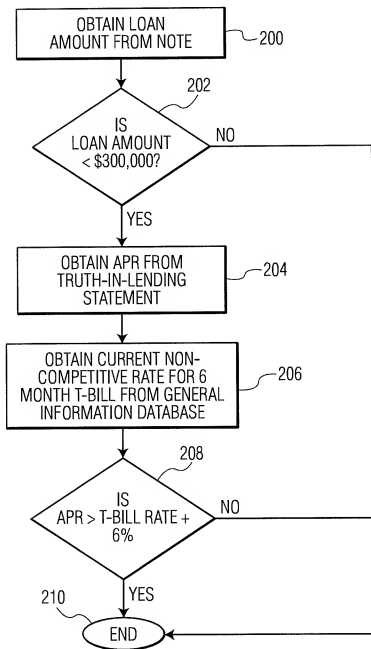 OBTAIN LOAN
AMOUNT FROM NOTE
200
202
IS
LOAN AMOUNT
< $300,000?
NO
YES
OBTAIN APR FROM
TRUTH-IN-LENDING
STATEMENT
204
OBTAIN CURRENT NON-
COMPETITIVE RATE FOR 6
MONTH T-BILL FROM GENERAL
INFORMATION DATABASE
206
208
IS
APR > T-BILL RATE +
6%
NO
YES
210
END